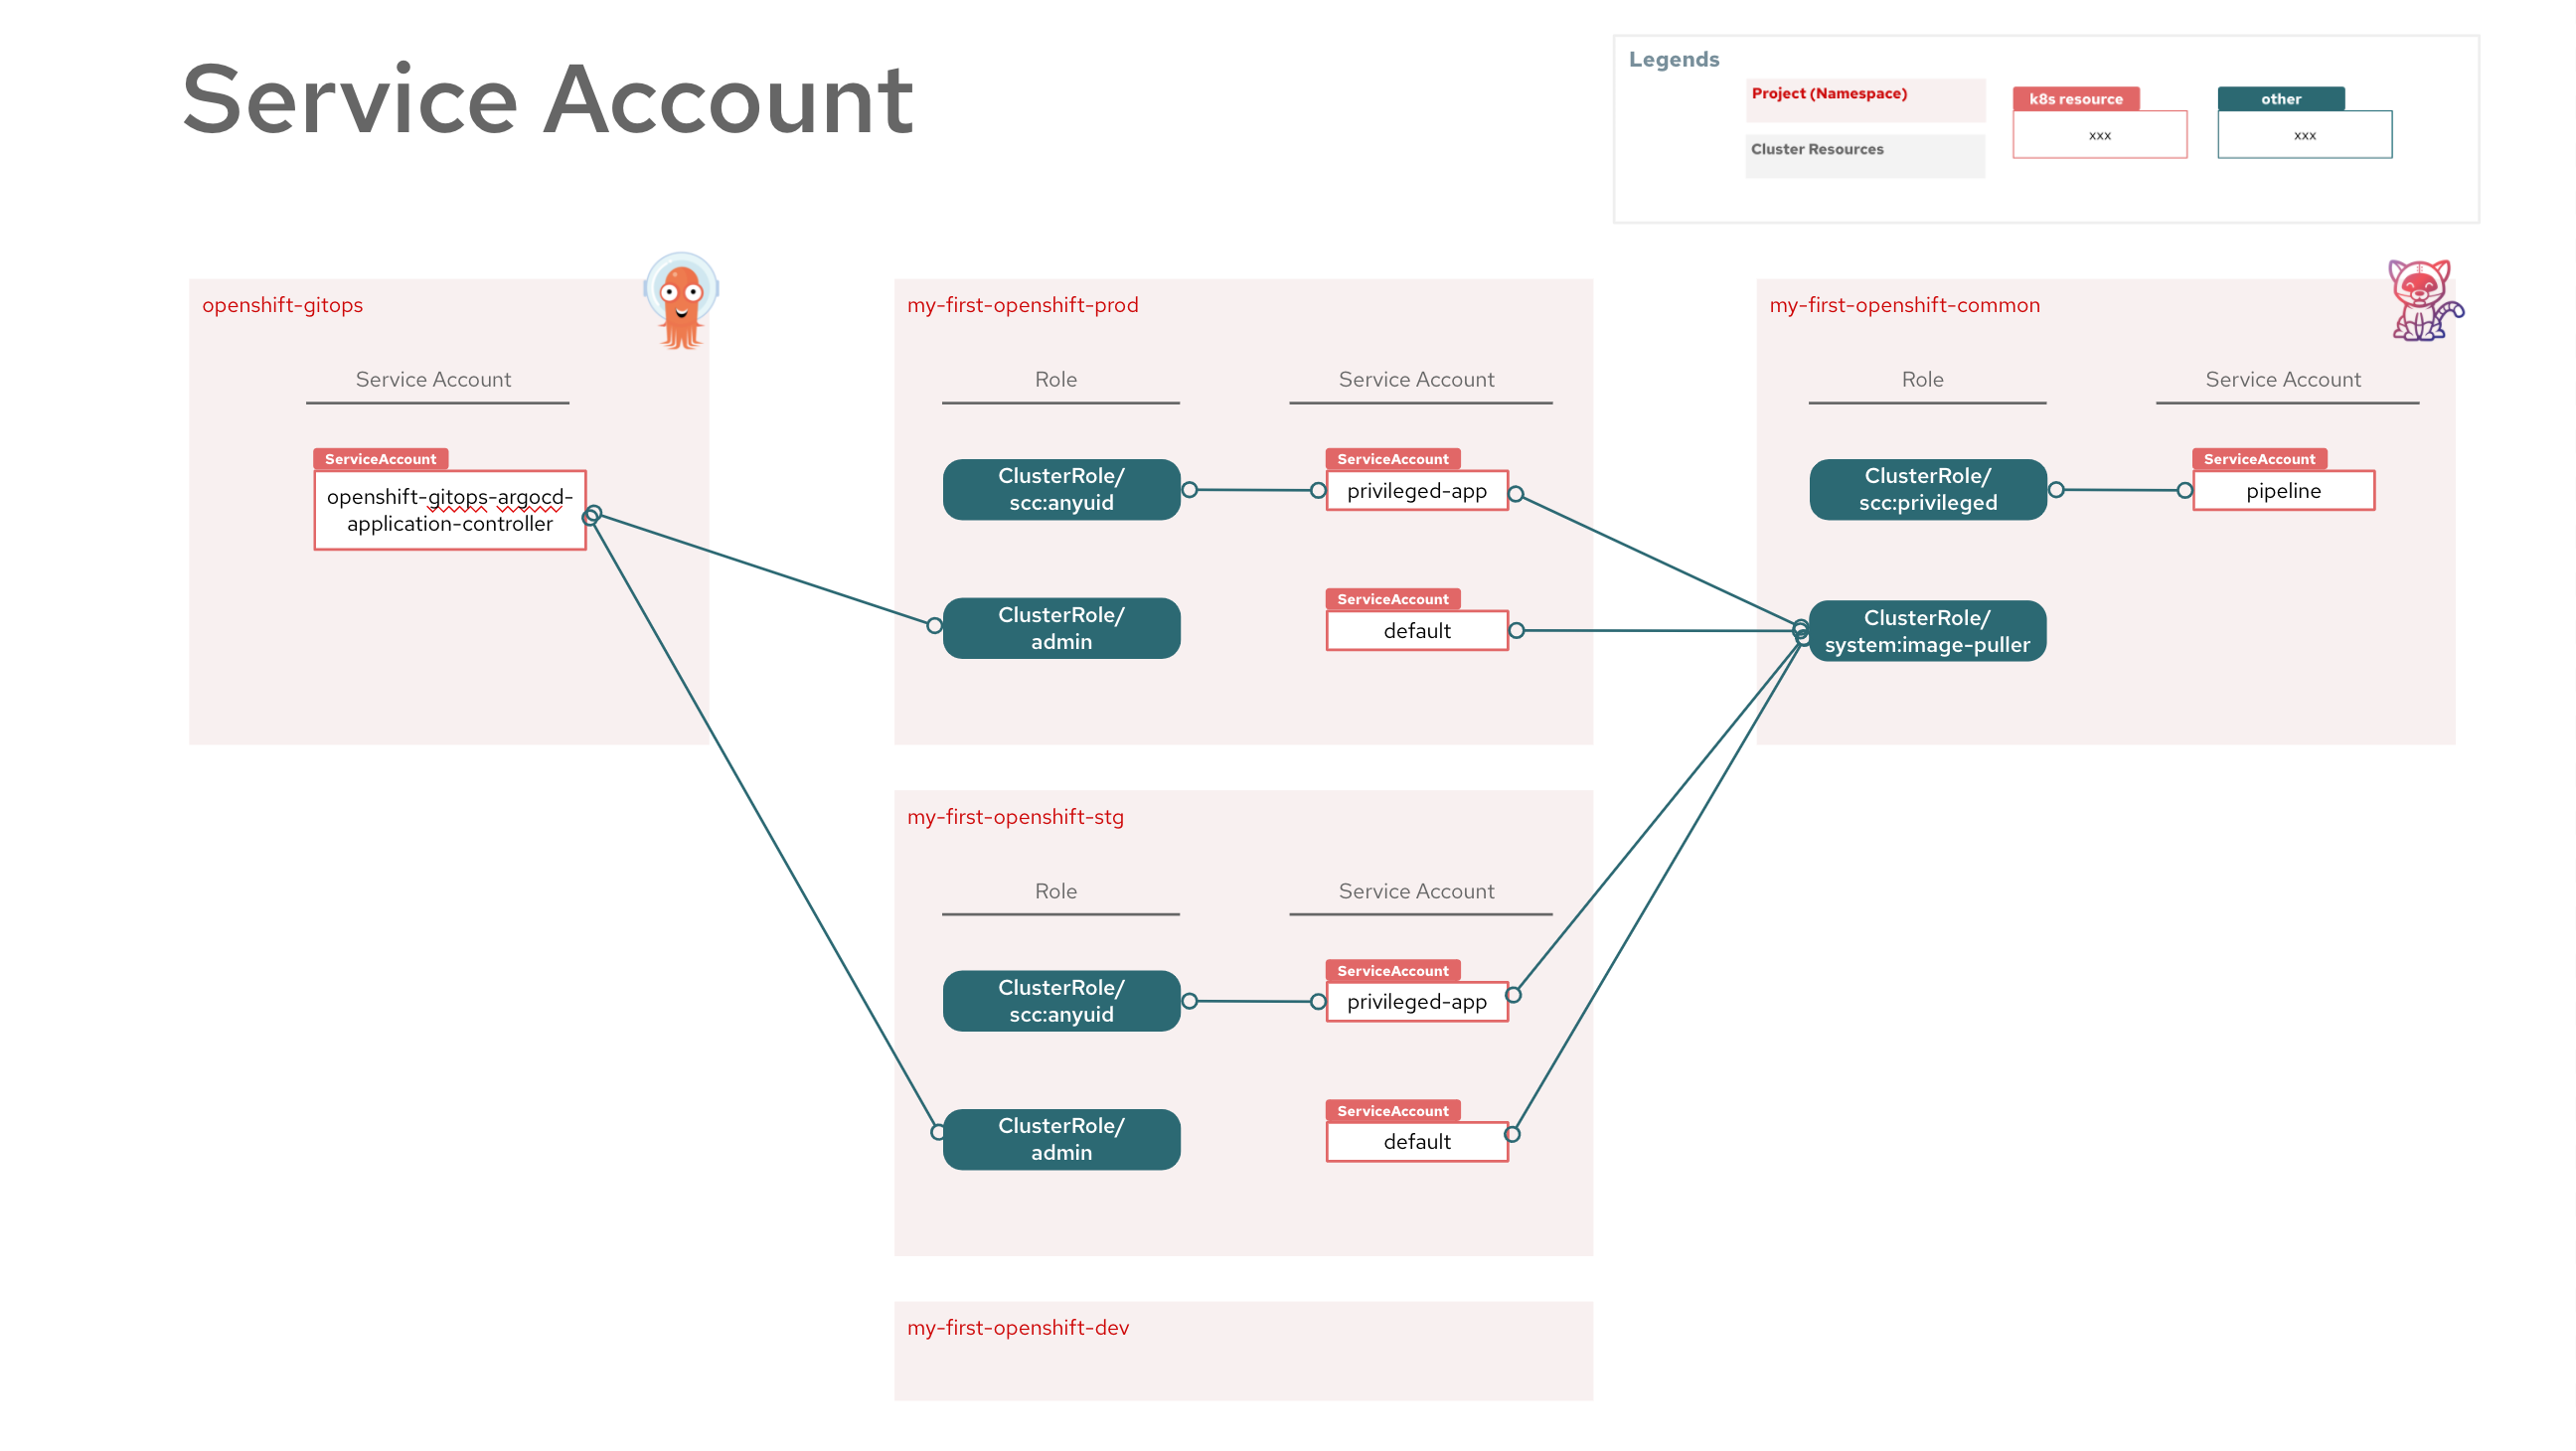 Service Account
Legends
Project (Namespace)
Cluster Resources
k8s resource
xxx
other
xxx
openshift-gitops
Service Account
ServiceAccount
openshift-gitops-argocd-
application-controller
my-first-openshift-prod
Role
Service Account
ClusterRole/
scc:anyuid
ServiceAccount
privileged-app
ClusterRole/
admin
ServiceAccount
default
my-first-openshift-common
Role
Service Account
ClusterRole/
scc:privileged
ServiceAccount
pipeline
ClusterRole/
system:image-puller
my-first-openshift-stg
Role
Service Account
ClusterRole/
scc:anyuid
ServiceAccount
privileged-app
ClusterRole/
admin
ServiceAccount
default
my-first-openshift-dev